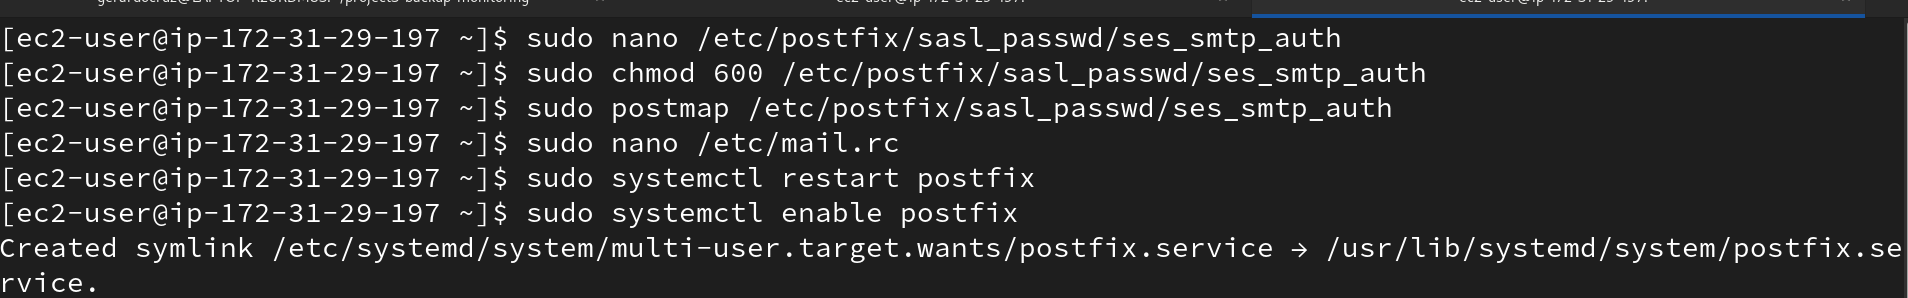 [ec2-user@ip-172-31-29-197 ~]$ sudo nano /etc/postfix/sasl_passwd/ses_smtp_auth
[ec2-user@ip-172-31-29-197 ~]$ sudo chmod 600 /etc/postfix/sasl_passwd/ses_smtp_auth
[ec2-user@ip-172-31-29-197 ~]$ sudo postmap /etc/postfix/sasl_passwd/ses_smtp_auth
[ec2-user@ip-172-31-29-197 ~]$ sudo nano /etc/mail.rc
[ec2-user@ip-172-31-29-197 ~]$ sudo systemctl restart postfix
[ec2-user@ip-172-31-29-197 ~]$ sudo systemctl enable postfix
Created symlink /etc/systemd/system/multi-user.target.wants/postfix.service → /usr/lib/systemd/system/postfix.se
rvice.